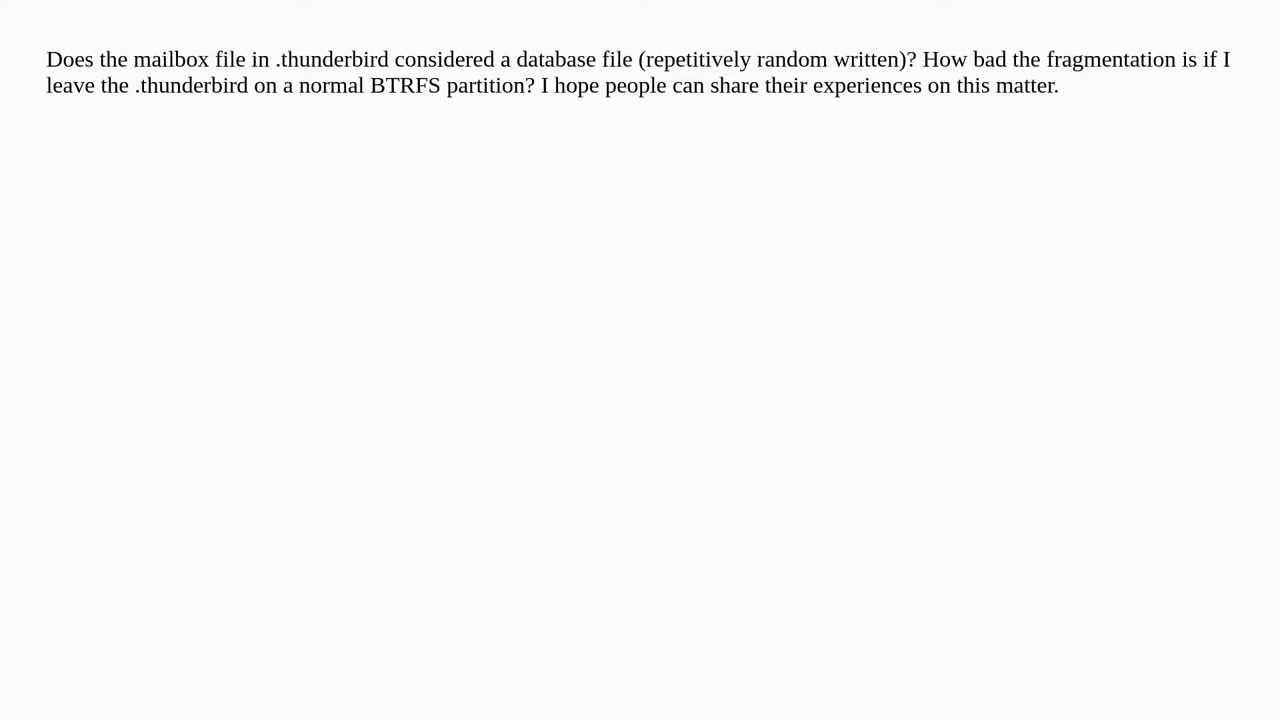 Does the mailbox file in .thunderbird considered a database file (repetitively random written)? How bad the fragmentation is if I
leave the .thunderbird on a normal BTRFS partition? I hope people can share their experiences on this matter.